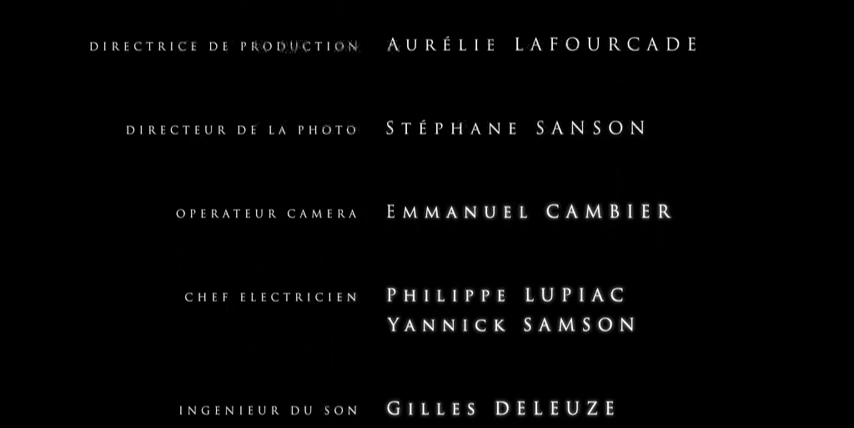 DIRECTRICE DE PRODUCTION AURÉLIE LAFOURCADE
DIRECTEUR DE LA PHOTO STÉPHANE SANSON
OPERATEUR CAMERA EMMANUEL CAMBIER
CHEF ELECTRICIEN PHILIPPE LUPIAC
YANNICK SAMSON
INGENIEUR DU SON GILLES DELEUZE